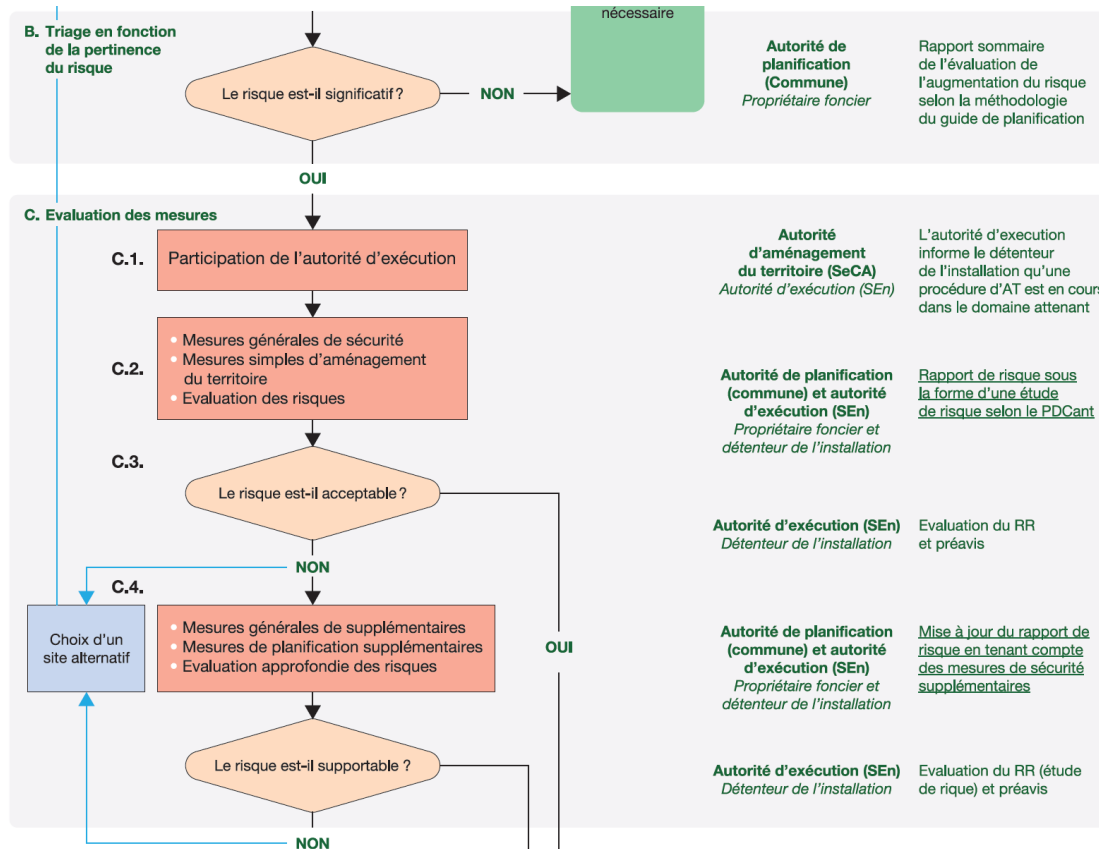 nécessaire
B. Triage en fonction
de la pertinence
du risque
Le risque est-il significatif ?
NON
Autorité de
planification
(Commune)
Propriétaire foncier
Rapport sommaire
de l'évaluation de
l'augmentation du risque
selon la méthodologie
du guide de planification
OUI
C. Evaluation des mesures
C.1.
Participation de l'autorité d'exécution
Autorité
d'aménagement
du territoire (SeCA)
Autorité d'exécution (SEn)
L'autorité d'execution
informe le détenteur
de l'installation qu'une
procédure d'AT est en cours
dans le domaine attenant
C.2.
• Mesures générales de sécurité
• Mesures simples d'aménagement
du territoire
• Evaluation des risques
Autorité de planification
(commune) et autorité
d'exécution (SEn)
Propriétaire foncier et
détenteur de l'installation
Rapport de risque sous
la forme d'une étude
de risque selon le PDCant
C.3.
Le risque est-il acceptable ?
Autorité d'exécution (SEn)
Détenteur de l'installation
Evaluation du RR
et préavis
NON
C.4.
Choix d'un
site alternatif
• Mesures générales de supplémentaires
• Mesures de planification supplémentaires
• Evaluation approfondie des risques
OUI
Autorité de planification
(commune) et autorité
d'exécution (SEn)
Propriétaire foncier et
détenteur de l'installation
Mise à jour du rapport de
risque en tenant compte
des mesures de sécurité
supplémentaires
Le risque est-il supportable ?
Autorité d'exécution (SEn)
Détenteur de l'installation
Evaluation du RR (étude
de rique) et préavis
NON